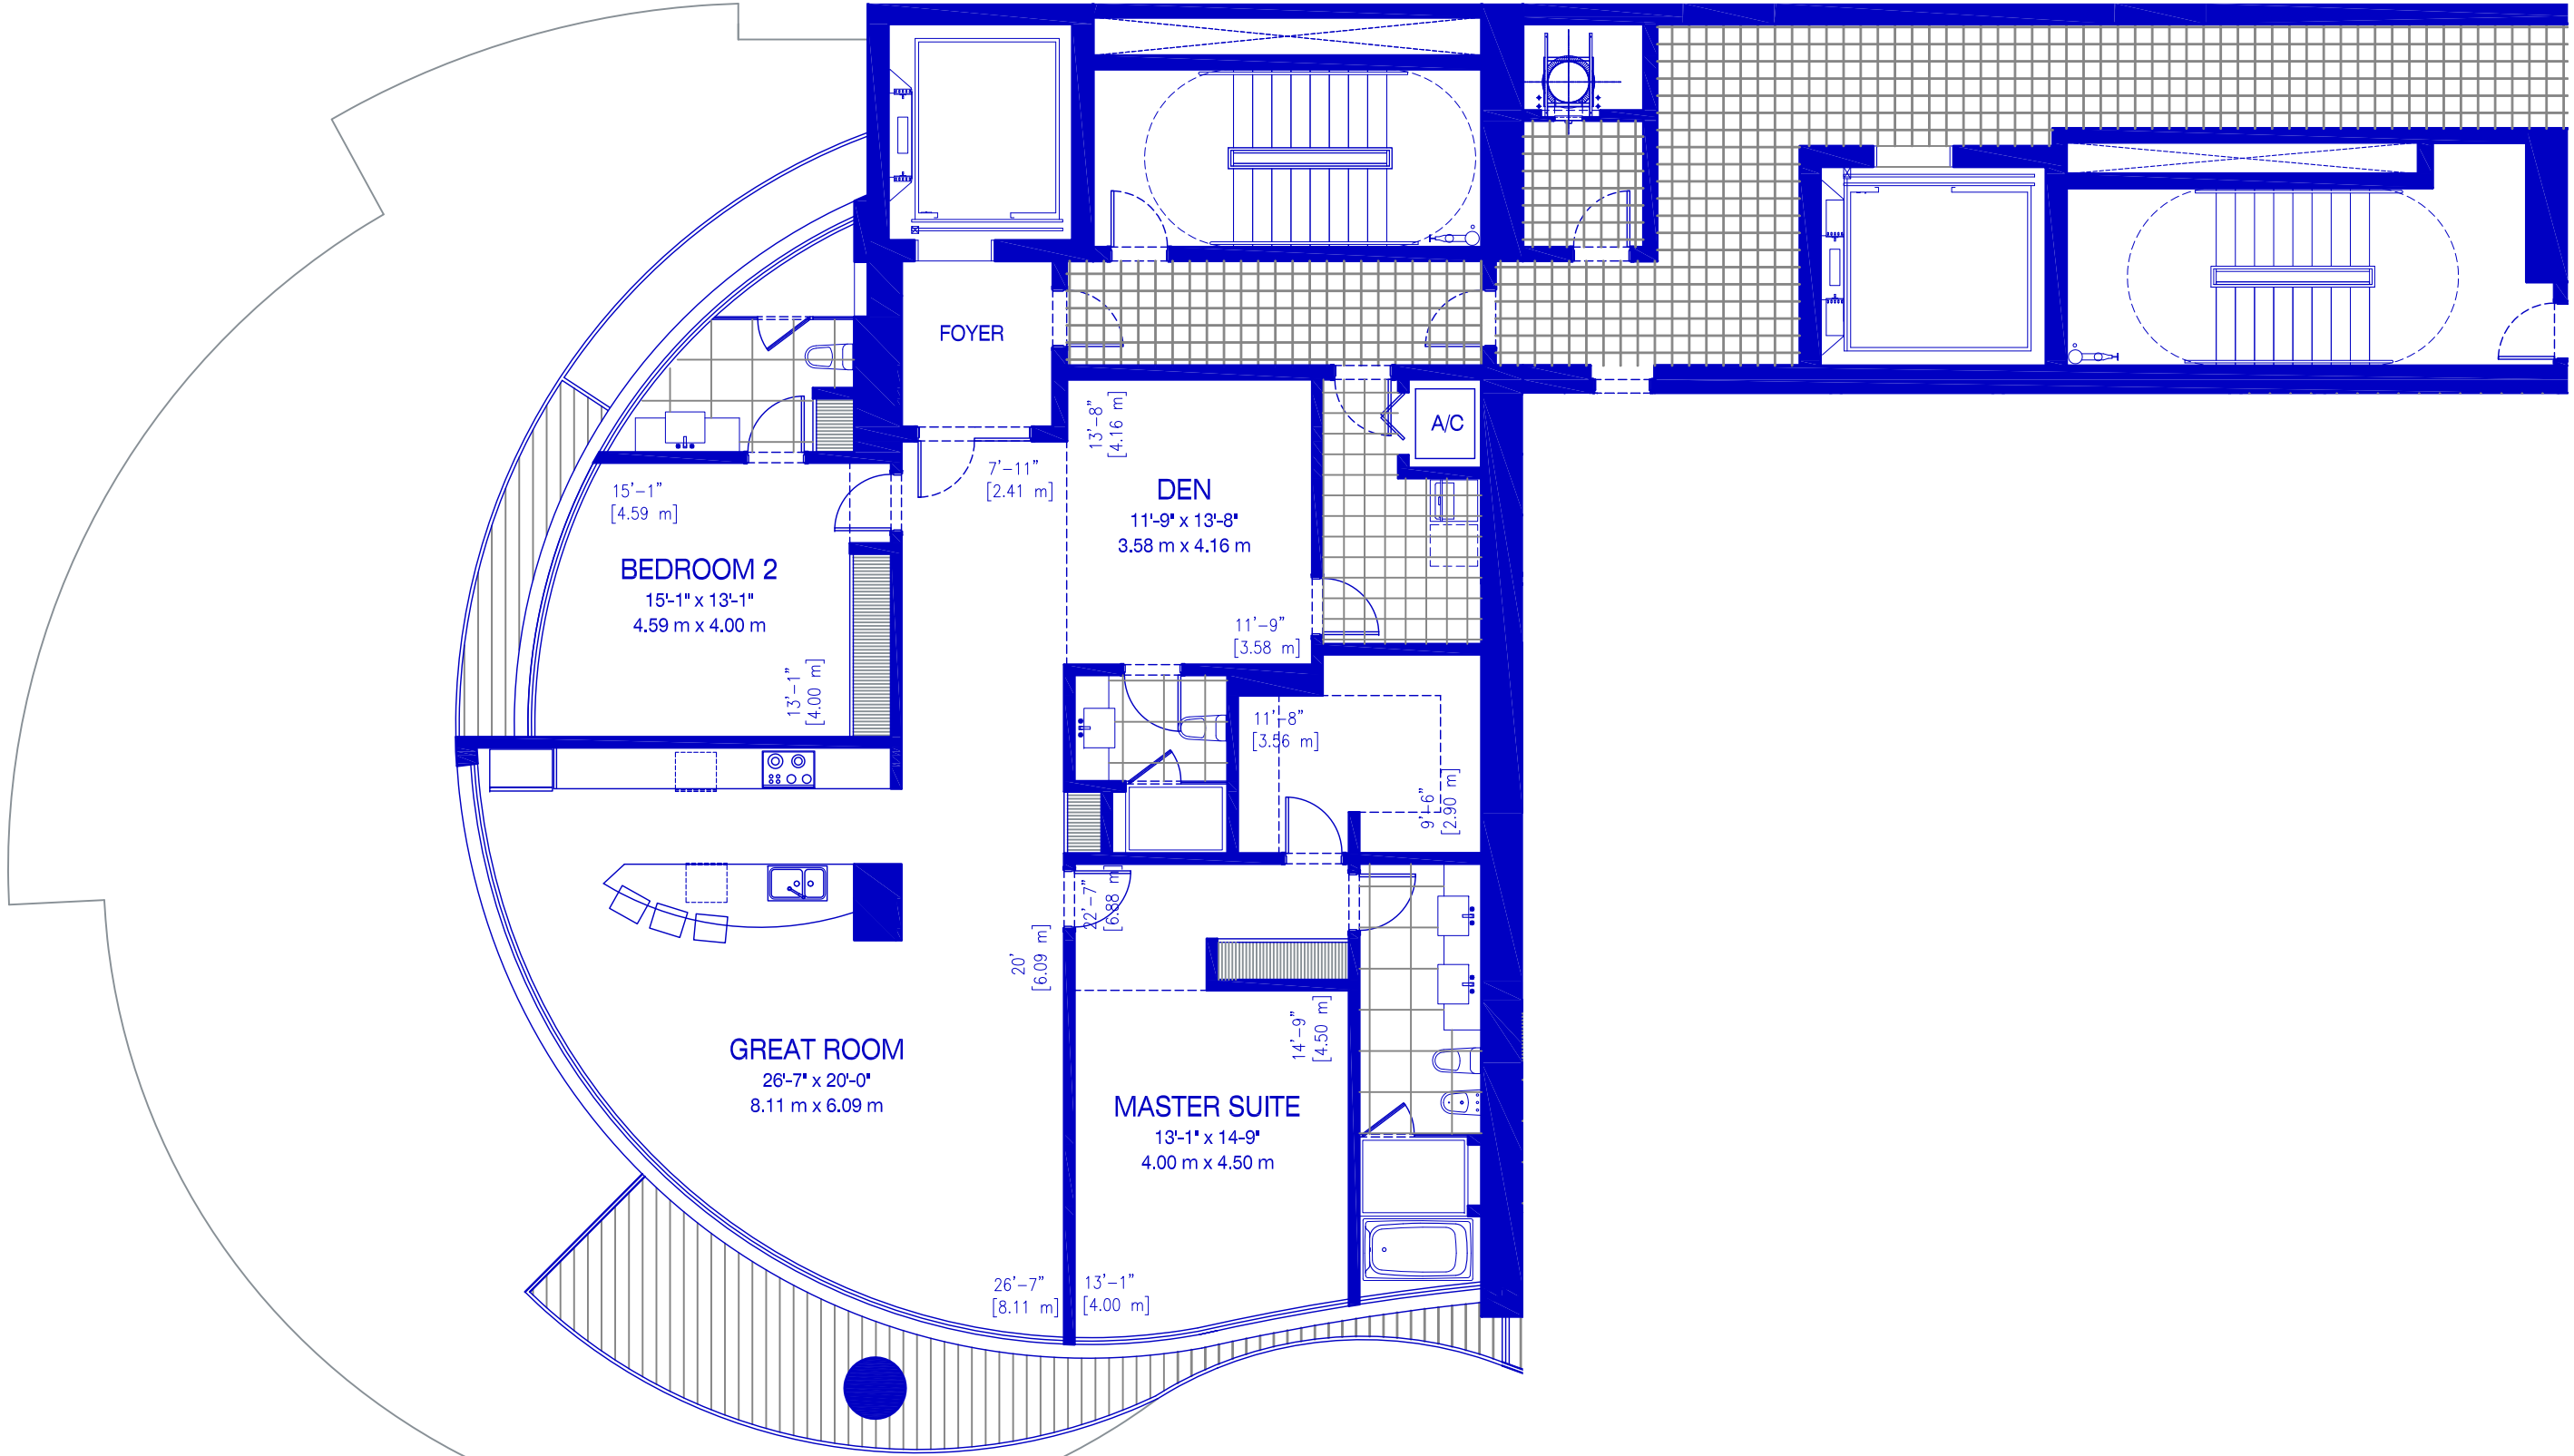 FOYER
A/C
13'-8"
[4.16 m]
7'-11"
[2.41 m]
DEN
11'-9" x 13'-8"
3.58 m x 4.16 m
15'-1"
[4.59 m]
BEDROOM 2
15'-1" x 13'-1"
4.59 m x 4.00 m
11'-9"
[3.58 m]
13'-1"
[4.00 m]
11'-8"
[3.56 m]
9'-6"
[2.90 m]
22'-7"
[6.88 m]
20'
[6.09 m]
14'-9"
[4.50 m]
GREAT ROOM
26'-7" x 20'-0"
8.11 m x 6.09 m
MASTER SUITE
13'-1" x 14-9"
4.00 m x 4.50 m
26'-7"
[8.11 m]
13'-1"
[4.00 m]